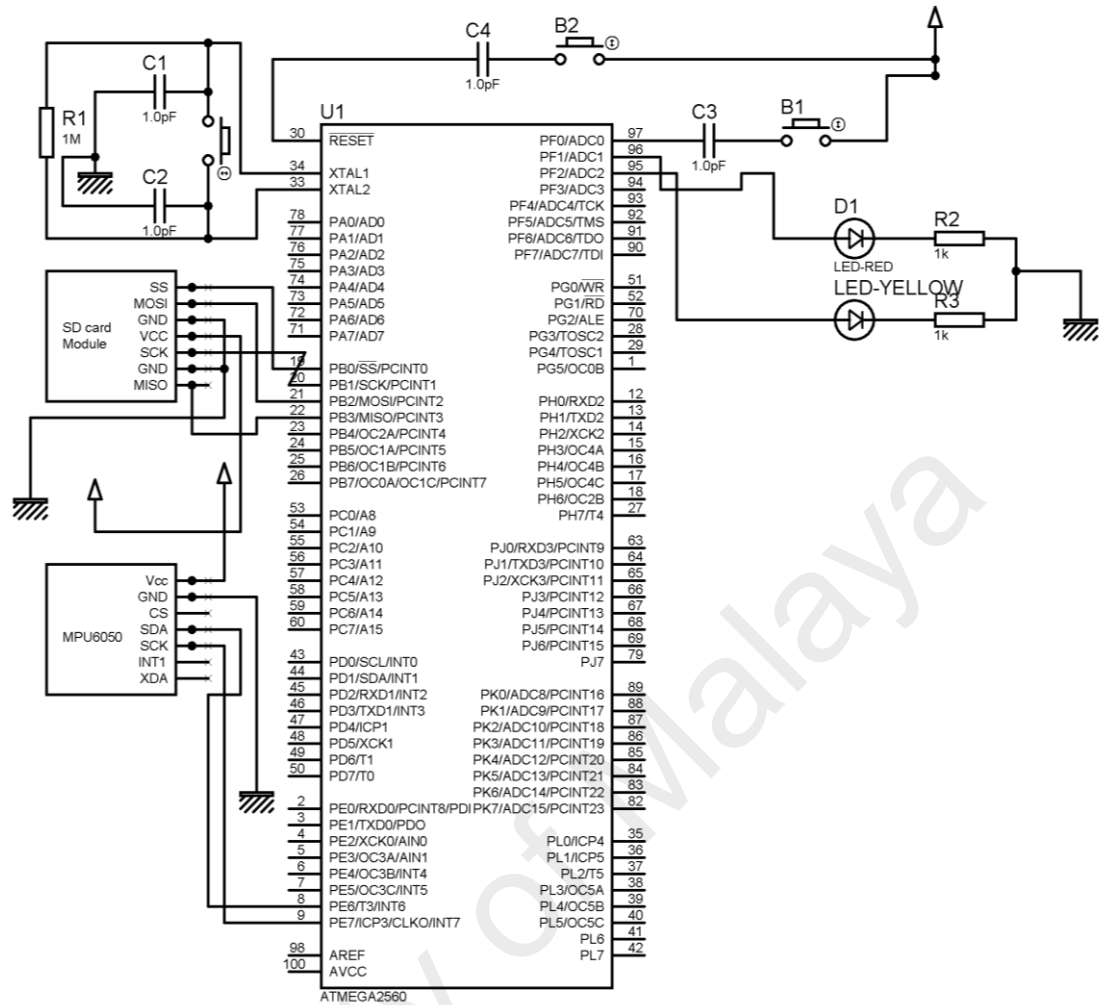 C4
B2
1.0pF
C1
1.0pF
R1
1M
C2
1.0pF
C3
1.0pF
B1
U1
30 RESET PF0/ADC0 97
PF1/ADC1 96
34 XTAL1 PF2/ADC2 95
33 XTAL2 PF3/ADC3 94
PF4/ADC4/TCK 93
78 PA0/AD0 PF5/ADC5/TMS 92
77 PA1/AD1 PF6/ADC6/TDO 91
76 PA2/AD2 PF7/ADC7/TDI 90
75 PA3/AD3
74 PA4/AD4 PG0/WR 51
73 PA5/AD5 PG1/RD 52
72 PA6/AD6 PG2/ALE 70
71 PA7/AD7 PG3/TOSC2 28
PG4/TOSC1 29
19 PB0/SS/PCINT0 PG5/OC0B 1
20 PB1/SCK/PCINT1
21 PB2/MOSI/PCINT2 PH0/RXD2 12
22 PB3/MISO/PCINT3 PH1/TXD2 13
23 PB4/OC2A/PCINT4 PH2/XCK2 14
24 PB5/OC1A/PCINT5 PH3/OC4A 15
25 PB6/OC1B/PCINT6 PH4/OC4B 16
26 PB7/OC0A/OC1C/PCINT7 PH5/OC4C 17
PH6/OC2B 18
53 PC0/A8 PH7/T4 27
54 PC1/A9
55 PC2/A10 PJ0/RXD3/PCINT9 63
56 PC3/A11 PJ1/TXD3/PCINT10 64
57 PC4/A12 PJ2/XCK3/PCINT11 65
58 PC5/A13 PJ3/PCINT12 66
59 PC6/A14 PJ4/PCINT13 67
60 PC7/A15 PJ5/PCINT14 68
PJ6/PCINT15 69
43 PD0/SCL/INT0 PJ7 79
44 PD1/SDA/INT1
45 PD2/RXD1/INT2 PK0/ADC8/PCINT16 89
46 PD3/TXD1/INT3 PK1/ADC9/PCINT17 88
47 PD4/ICP1 PK2/ADC10/PCINT18 87
48 PD5/XCK1 PK3/ADC11/PCINT19 86
49 PD6/T1 PK4/ADC12/PCINT20 85
50 PD7/T0 PK5/ADC13/PCINT21 84
PK6/ADC14/PCINT22 83
2 PE0/RXD0/PCINT8/PDI PK7/ADC15/PCINT23 82
3 PE1/TXD0/PDO
4 PE2/XCK0/AIN0 PL0/ICP4 35
5 PE3/OC3A/AIN1 PL1/ICP5 36
6 PE4/OC3B/INT4 PL2/T5 37
7 PE5/OC3C/INT5 PL3/OC5A 38
8 PE6/T3/INT6 PL4/OC5B 39
9 PE7/ICP3/CLKO/INT7 PL5/OC5C 40
PL6 41
98 AREF PL7 42
100 AVCC
ATMEGA2560
D1
LED-RED
R2
1k
LED-YELLOW
R3
1k
SD card
Module
SS
MOSI
GND
VCC
SCK
GND
MISO
MPU6050
Vcc
GND
CS
SDA
SCK
INT1
XDA
of Malaya